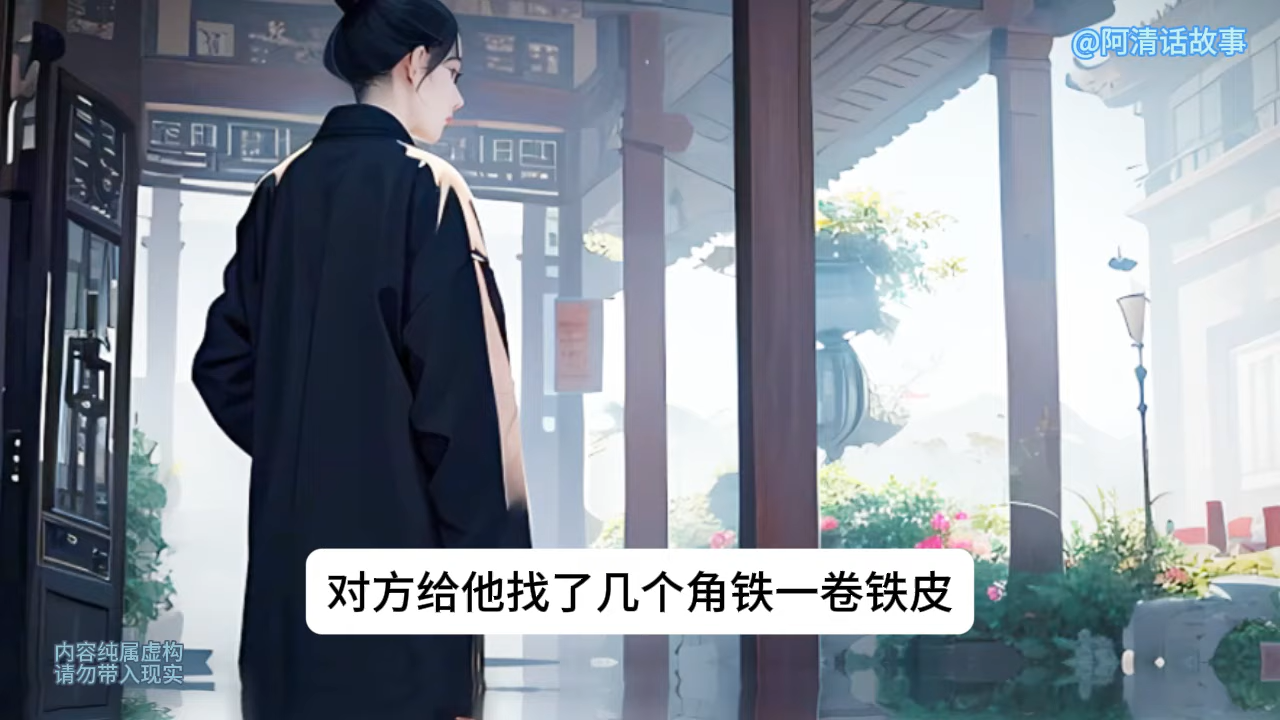 @阿清话故事
对方给他找了几个角铁一卷铁皮
内容纯属虚构
请勿带入现实